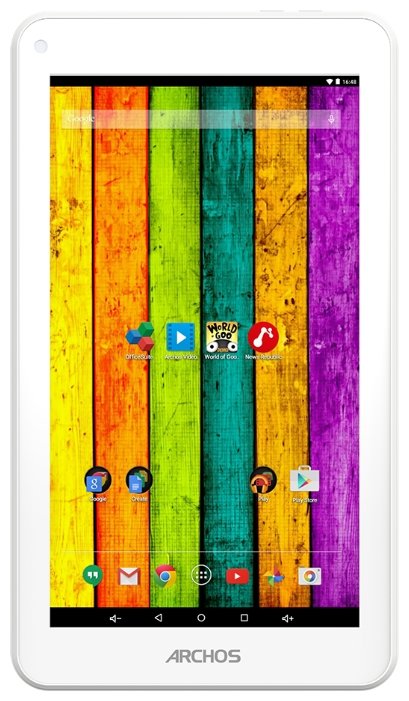 16:48
Google
OfficeSuite
Archos Video
WORLD OF GOO
World of Goo
News Republic
Google
Create
Play
Play Store
ARCHOS